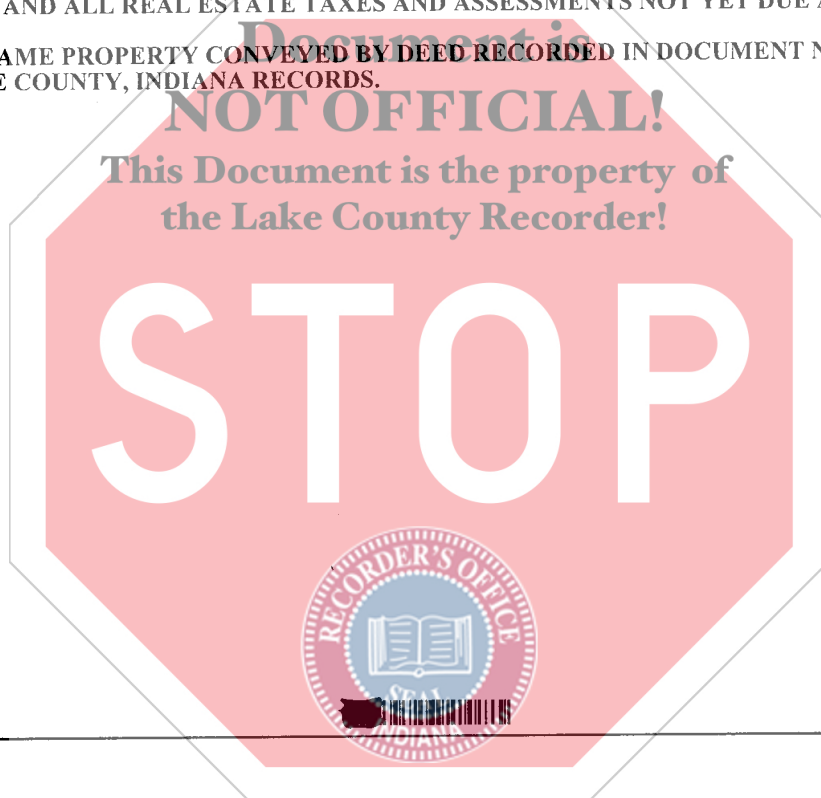 AND ALL REAL ESTATE TAXES AND ASSESSMENTS NOT YET DUE
Document is
AME PROPERTY CONVEYED BY DEED RECORDED IN DOCUMENT N
E COUNTY, INDIANA RECORDS.
NOT OFFICIAL!
This Document is the property of
the Lake County Recorder!
STOP
RECORDER'S OFFICE
SEAL
INDIANA